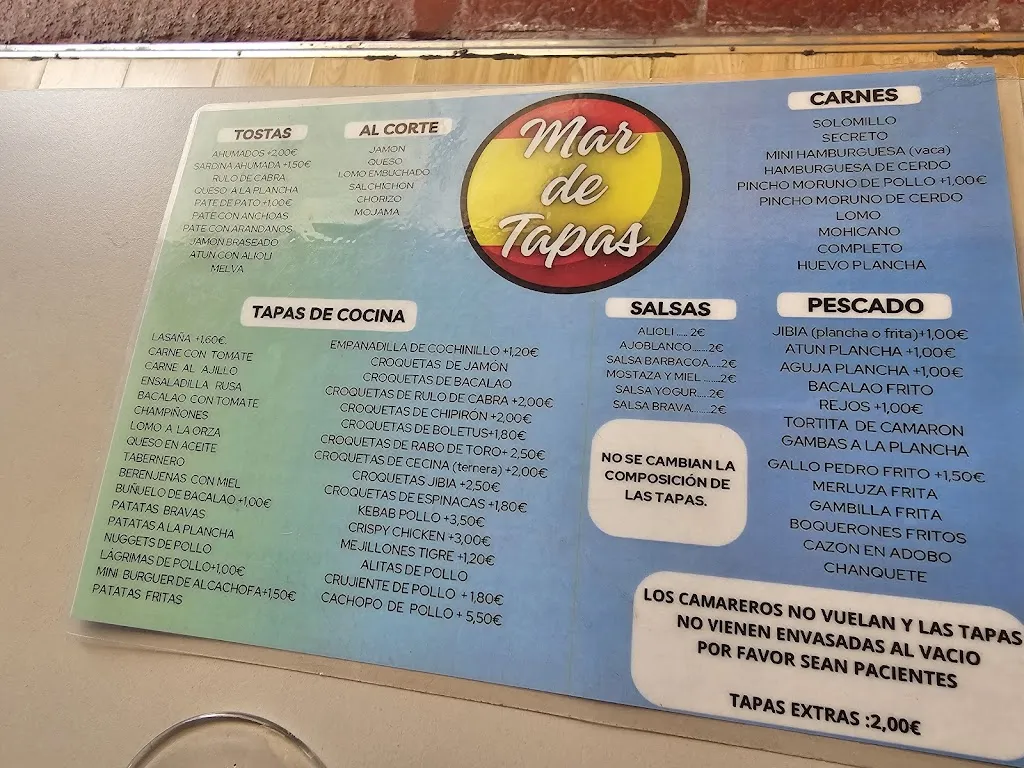 TOSTAS
AHUMADOS +2,00€
SARDINA AHUMADA +1,50€
RULO DE CABRA
QUESO A LA PLANCHA
PATE DE PATO +1,00€
PATE CON ANCHOAS
PATE CON ARANDANOS
JAMON BRASEADO
ATUN CON ALIOLI
MELVA
AL CORTE
JAMON
QUESO
LOMO EMBUCHADO
SALCHICHON
CHORIZO
MOJAMA
Mar
de
Tapas
CARNES
SOLOMILLO
SECRETO
MINI HAMBURGUESA (vaca)
HAMBURGUESA DE CERDO
PINCHO MORUNO DE POLLO +1,00€
PINCHO MORUNO DE CERDO
LOMO
MOHICANO
COMPLETO
HUEVO PLANCHA
TAPAS DE COCINA
LASAÑA +1,60€.
CARNE CON TOMATE
CARNE AL AJILLO
ENSALADILLA RUSA
BACALAO CON TOMATE
CHAMPIÑONES
LOMO A LA ORZA
QUESO EN ACEITE
TABERNERO
BERENJENAS CON MIEL
BUÑUELO DE BACALAO +1,00€
PATATAS BRAVAS
PATATAS A LA PLANCHA
NUGGETS DE POLLO
LÁGRIMAS DE POLLO+1,00€
MINI BURGUER DE ALCACHOFA+1,50€
PATATAS FRITAS
EMPANADILLA DE COCHINILLO +1,20€
CROQUETAS DE JAMÓN
CROQUETAS DE BACALAO
CROQUETAS DE RULO DE CABRA +2,00€
CROQUETAS DE CHIPIRÓN +2,00€
CROQUETAS DE BOLETUS+1,80€
CROQUETAS DE RABO DE TORO+ 2,50€
CROQUETAS DE CECINA (ternera) +2,00€
CROQUETAS JIBIA +2,50€
CROQUETAS DE ESPINACAS +1,80€
KEBAB POLLO +3,50€
CRISPY CHICKEN +3,00€
MEJILLONES TIGRE +1,20€
ALITAS DE POLLO
CRUJIENTE DE POLLO +1,80€
CACHOPO DE POLLO + 5,50€
SALSAS
ALIOLI..... 2€
AJOBLANCO.......2€
SALSA BARBACOA...2€
MOSTAZA Y MIEL .......2€
SALSA YOGUR.....2€
SALSA BRAVA.....2€
NO SE CAMBIAN LA
COMPOSICIÓN DE
LAS TAPAS.
PESCADO
JIBIA (plancha o frita)+1,00€
ATUN PLANCHA +1,00€
AGUJA PLANCHA +1,00€
BACALAO FRITO
REJOS +1,00€
TORTITA DE CAMARON
GAMBAS A LA PLANCHA
GALLO PEDRO FRITO +1,50€
MERLUZA FRITA
GAMBILLA FRITA
BOQUERONES FRITOS
CAZON EN ADOBO
CHANQUETE
LOS CAMAREROS NO VUELAN Y LAS TAPAS
NO VIENEN ENVASADAS AL VACIO
POR FAVOR SEAN PACIENTES
TAPAS EXTRAS :2,00€